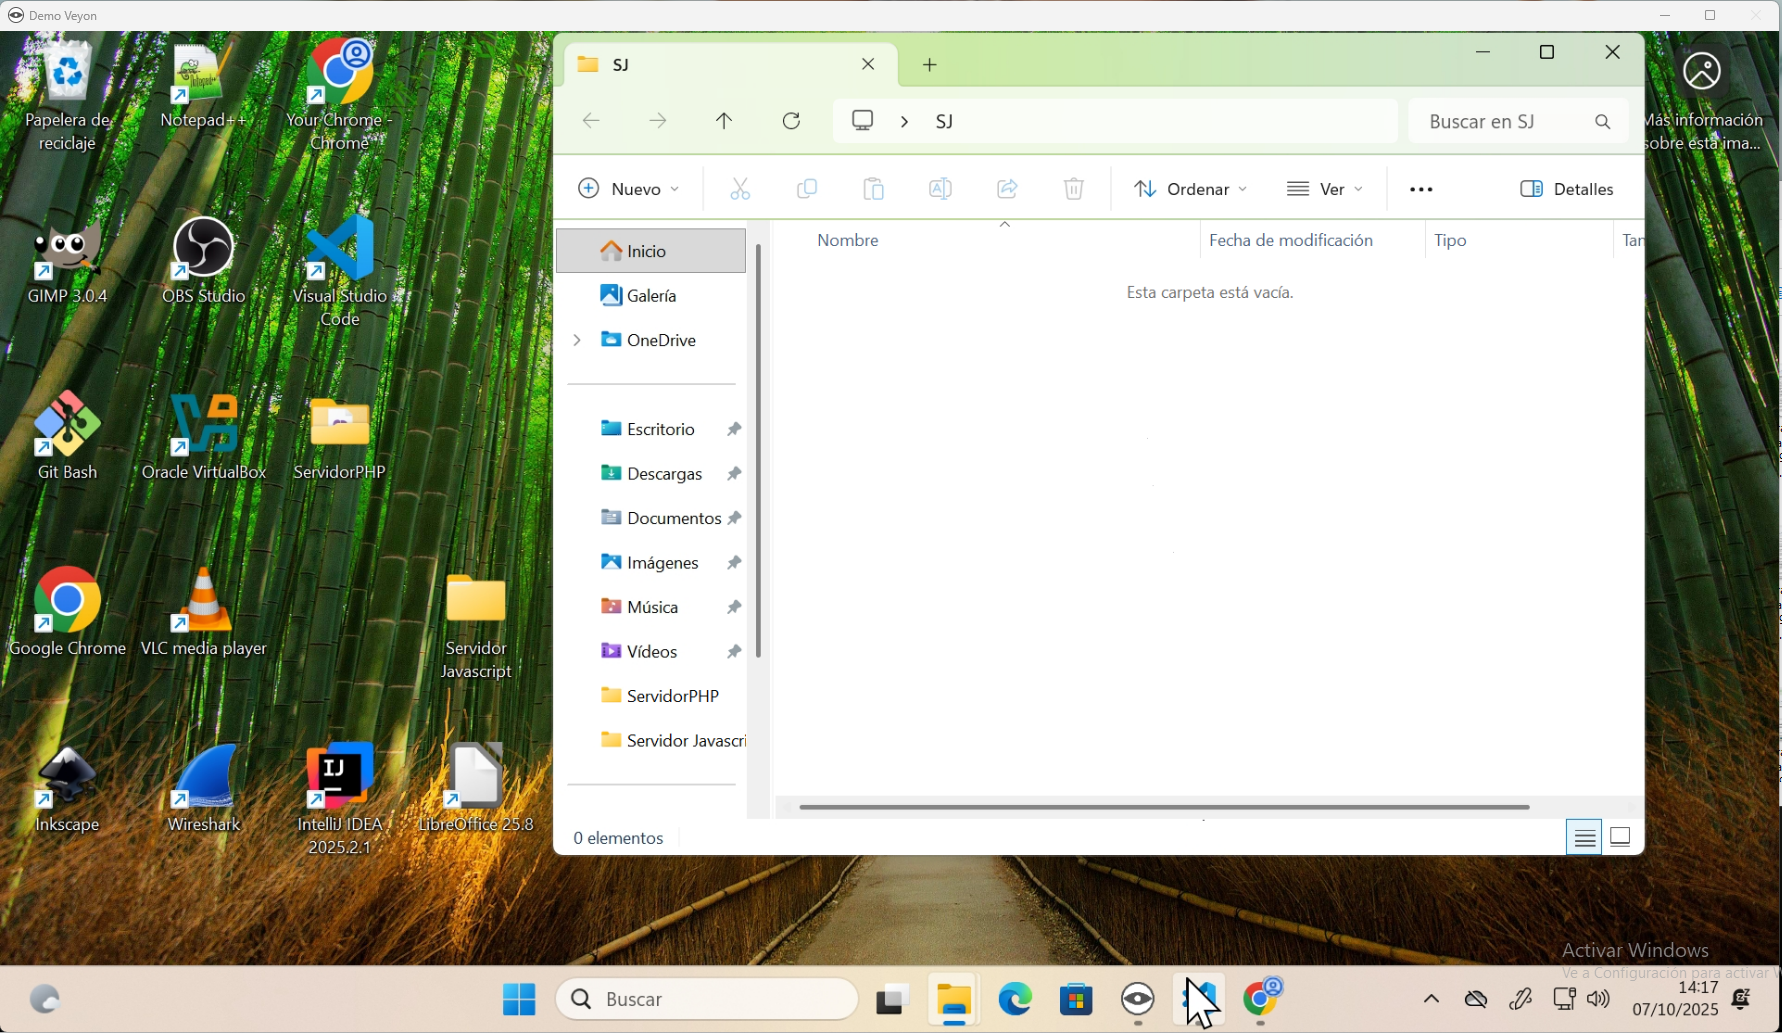 Demo Veyon
Papelera de
reciclaje
Notepad++
Your Chrome -
Chrome
GIMP 3.0.4
OBS Studio
Visual Studio
Code
Git Bash
Oracle VirtualBox
ServidorPHP
Google Chrome
VLC media player
Servidor
Javascript
Inkscape
Wireshark
IJ
IntelliJ IDEA
2025.2.1
LibreOffice 25.8
SJ
SJ
Buscar en SJ
Más información
sobre esta ima...
Nuevo
Ordenar
Ver
Detalles
Inicio
Galería
OneDrive
Escritorio
Descargas
Documentos
Imágenes
Música
Vídeos
ServidorPHP
Servidor Javascri
Nombre
Fecha de modificación
Tipo
Tar
Esta carpeta está vacía.
0 elementos
Activar Windows
Ve a Configuración para activar W
Buscar
14:17
07/10/2025